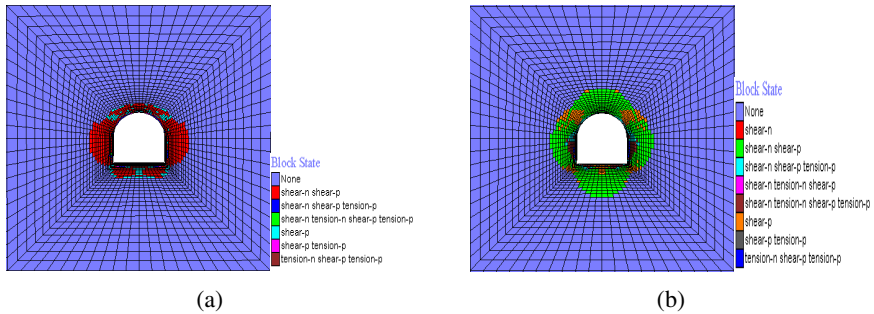 Block State
None
shear-n shear-p
shear-n shear-p tension-p
shear-n tension-n shear-p tension-p
shear-p
shear-p tension-p
tension-n shear-p tension-p
(a)
Block State
None
shear-n
shear-n shear-p
shear-n shear-p tension-p
shear-n tension-n shear-p
shear-n tension-n shear-p tension-p
shear-p
shear-p tension-p
tension-n shear-p tension-p
(b)